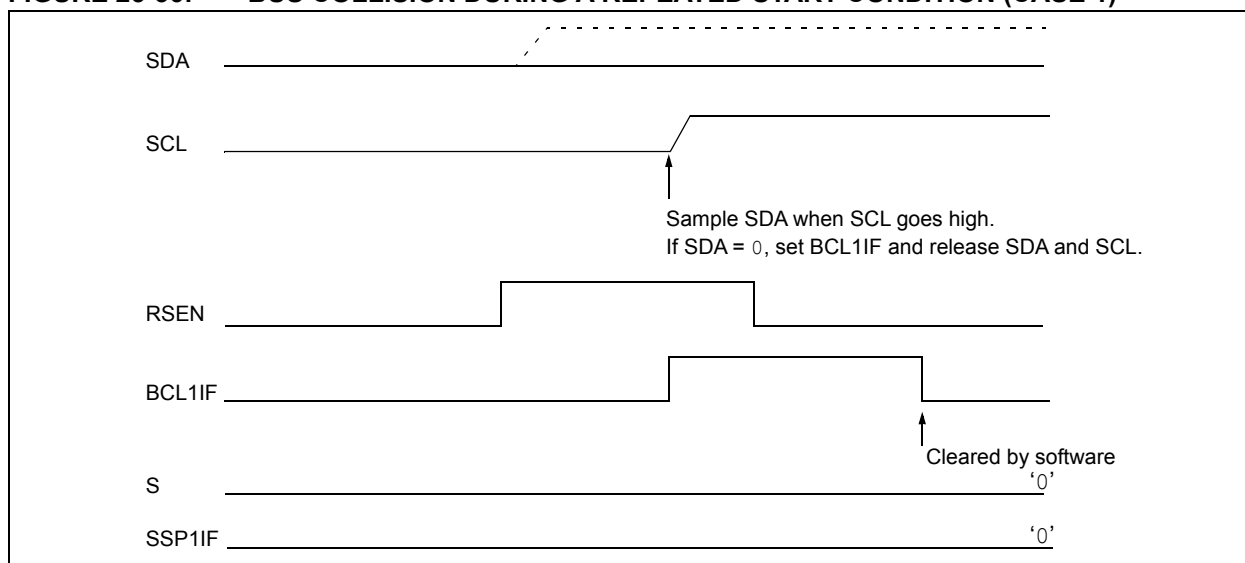 SDA
SCL
Sample SDA when SCL goes high.
If SDA = 0, set BCL1IF and release SDA and SCL.
RSEN
BCL1IF
Cleared by software
S
‘0’
SSP1IF
‘0’